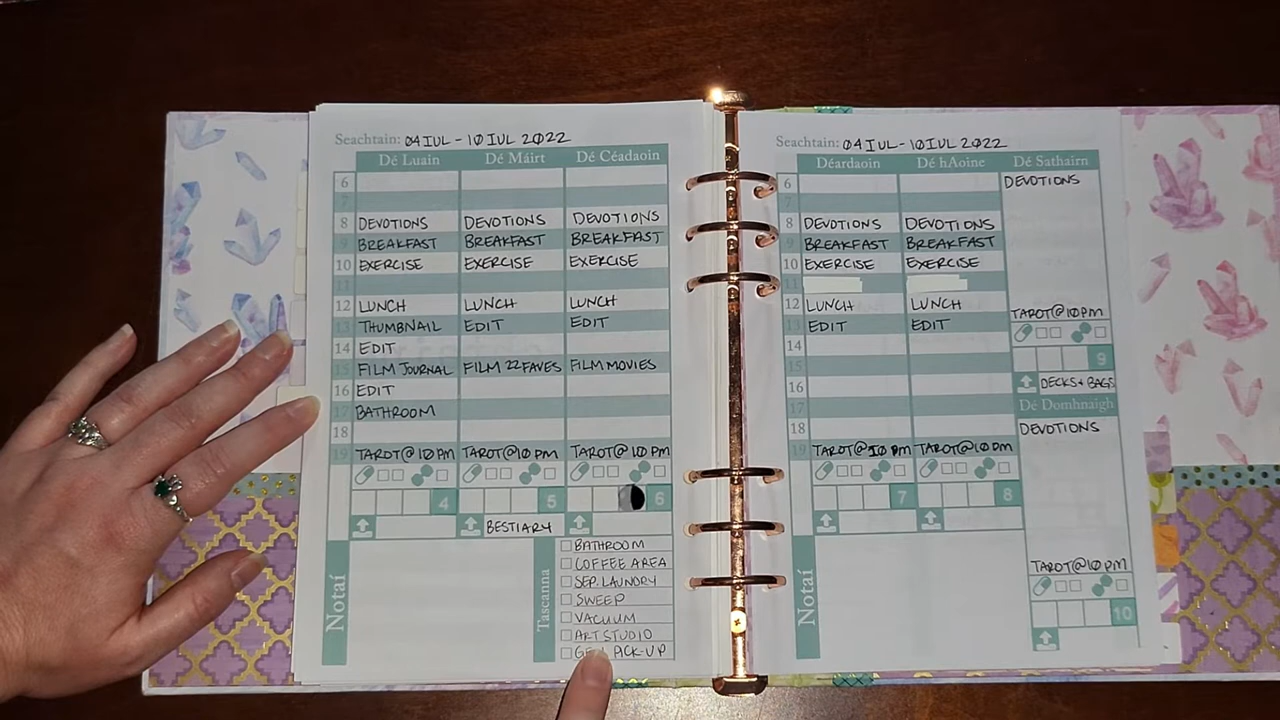 Seachtain: 04 IUL - 10 IUL 2022
Dé Luain Dé Máirt Dé Céadaoin
6
7
8 DEVOTIONS DEVOTIONS DEVOTIONS
9 BREAKFAST BREAKFAST BREAKFAST
10 EXERCISE EXERCISE EXERCISE
11
12 LUNCH LUNCH LUNCH
13 THUMBNAIL EDIT EDIT
14 EDIT
15 FILM JOURNAL FILM 22 FAVES FILM MOVIES
16 EDIT
17 BATHROOM
18
19 TAROT@10PM TAROT@10PM TAROT@10PM
4 5 6
BESTIARY
Notaí
Tascanna
BATHROOM
COFFEE AREA
SEP. LAUNDRY
SWEEP
VACUUM
ART STUDIO
PICK-UP
Seachtain: 04 IUL - 10 IUL 2022
Déardaoin Dé hAoine Dé Sathairn
6 DEVOTIONS
7
8 DEVOTIONS DEVOTIONS
9 BREAKFAST BREAKFAST
10 EXERCISE EXERCISE
11
12 LUNCH LUNCH
13 EDIT EDIT
14
15
16
17
18
19 TAROT@10PM TAROT@10PM
7 8
Notaí
TAROT@10PM
9
DECKS + BAGS
Dé Domhnaigh
DEVOTIONS
TAROT@10PM
10